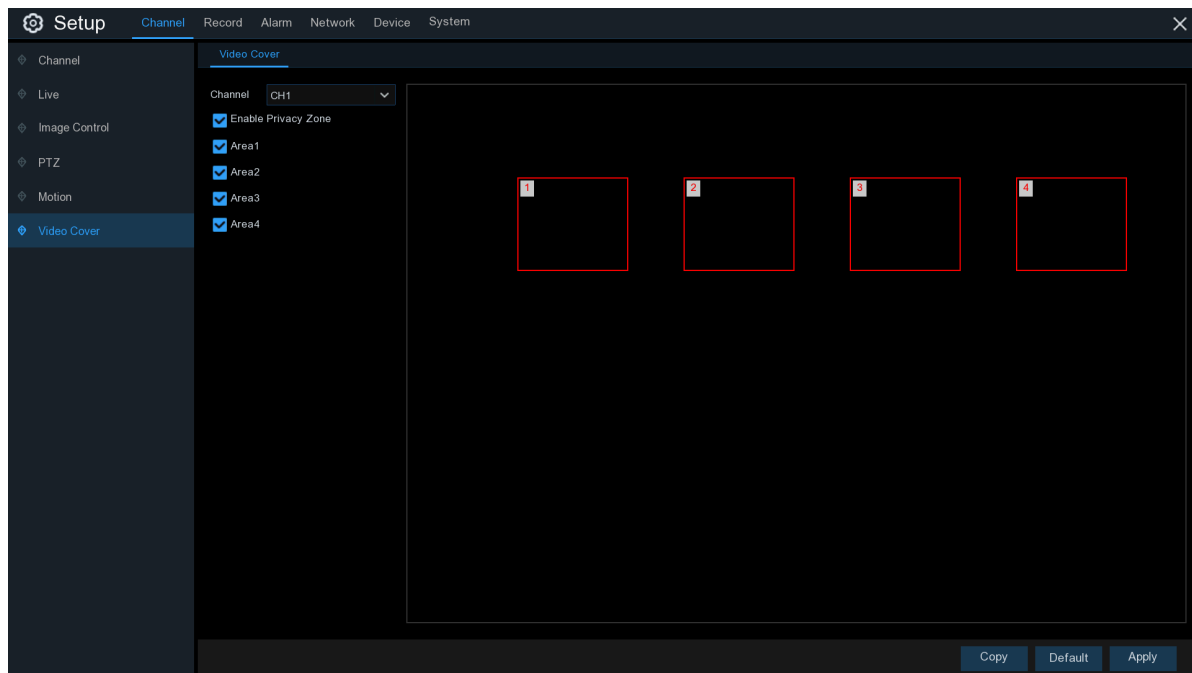 Setup Channel Record Alarm Network Device System
Channel
Live
Image Control
PTZ
Motion
Video Cover
Video Cover
Channel CH1
Enable Privacy Zone
Area1
Area2
Area3
Area4
1 2 3 4
Copy Default Apply